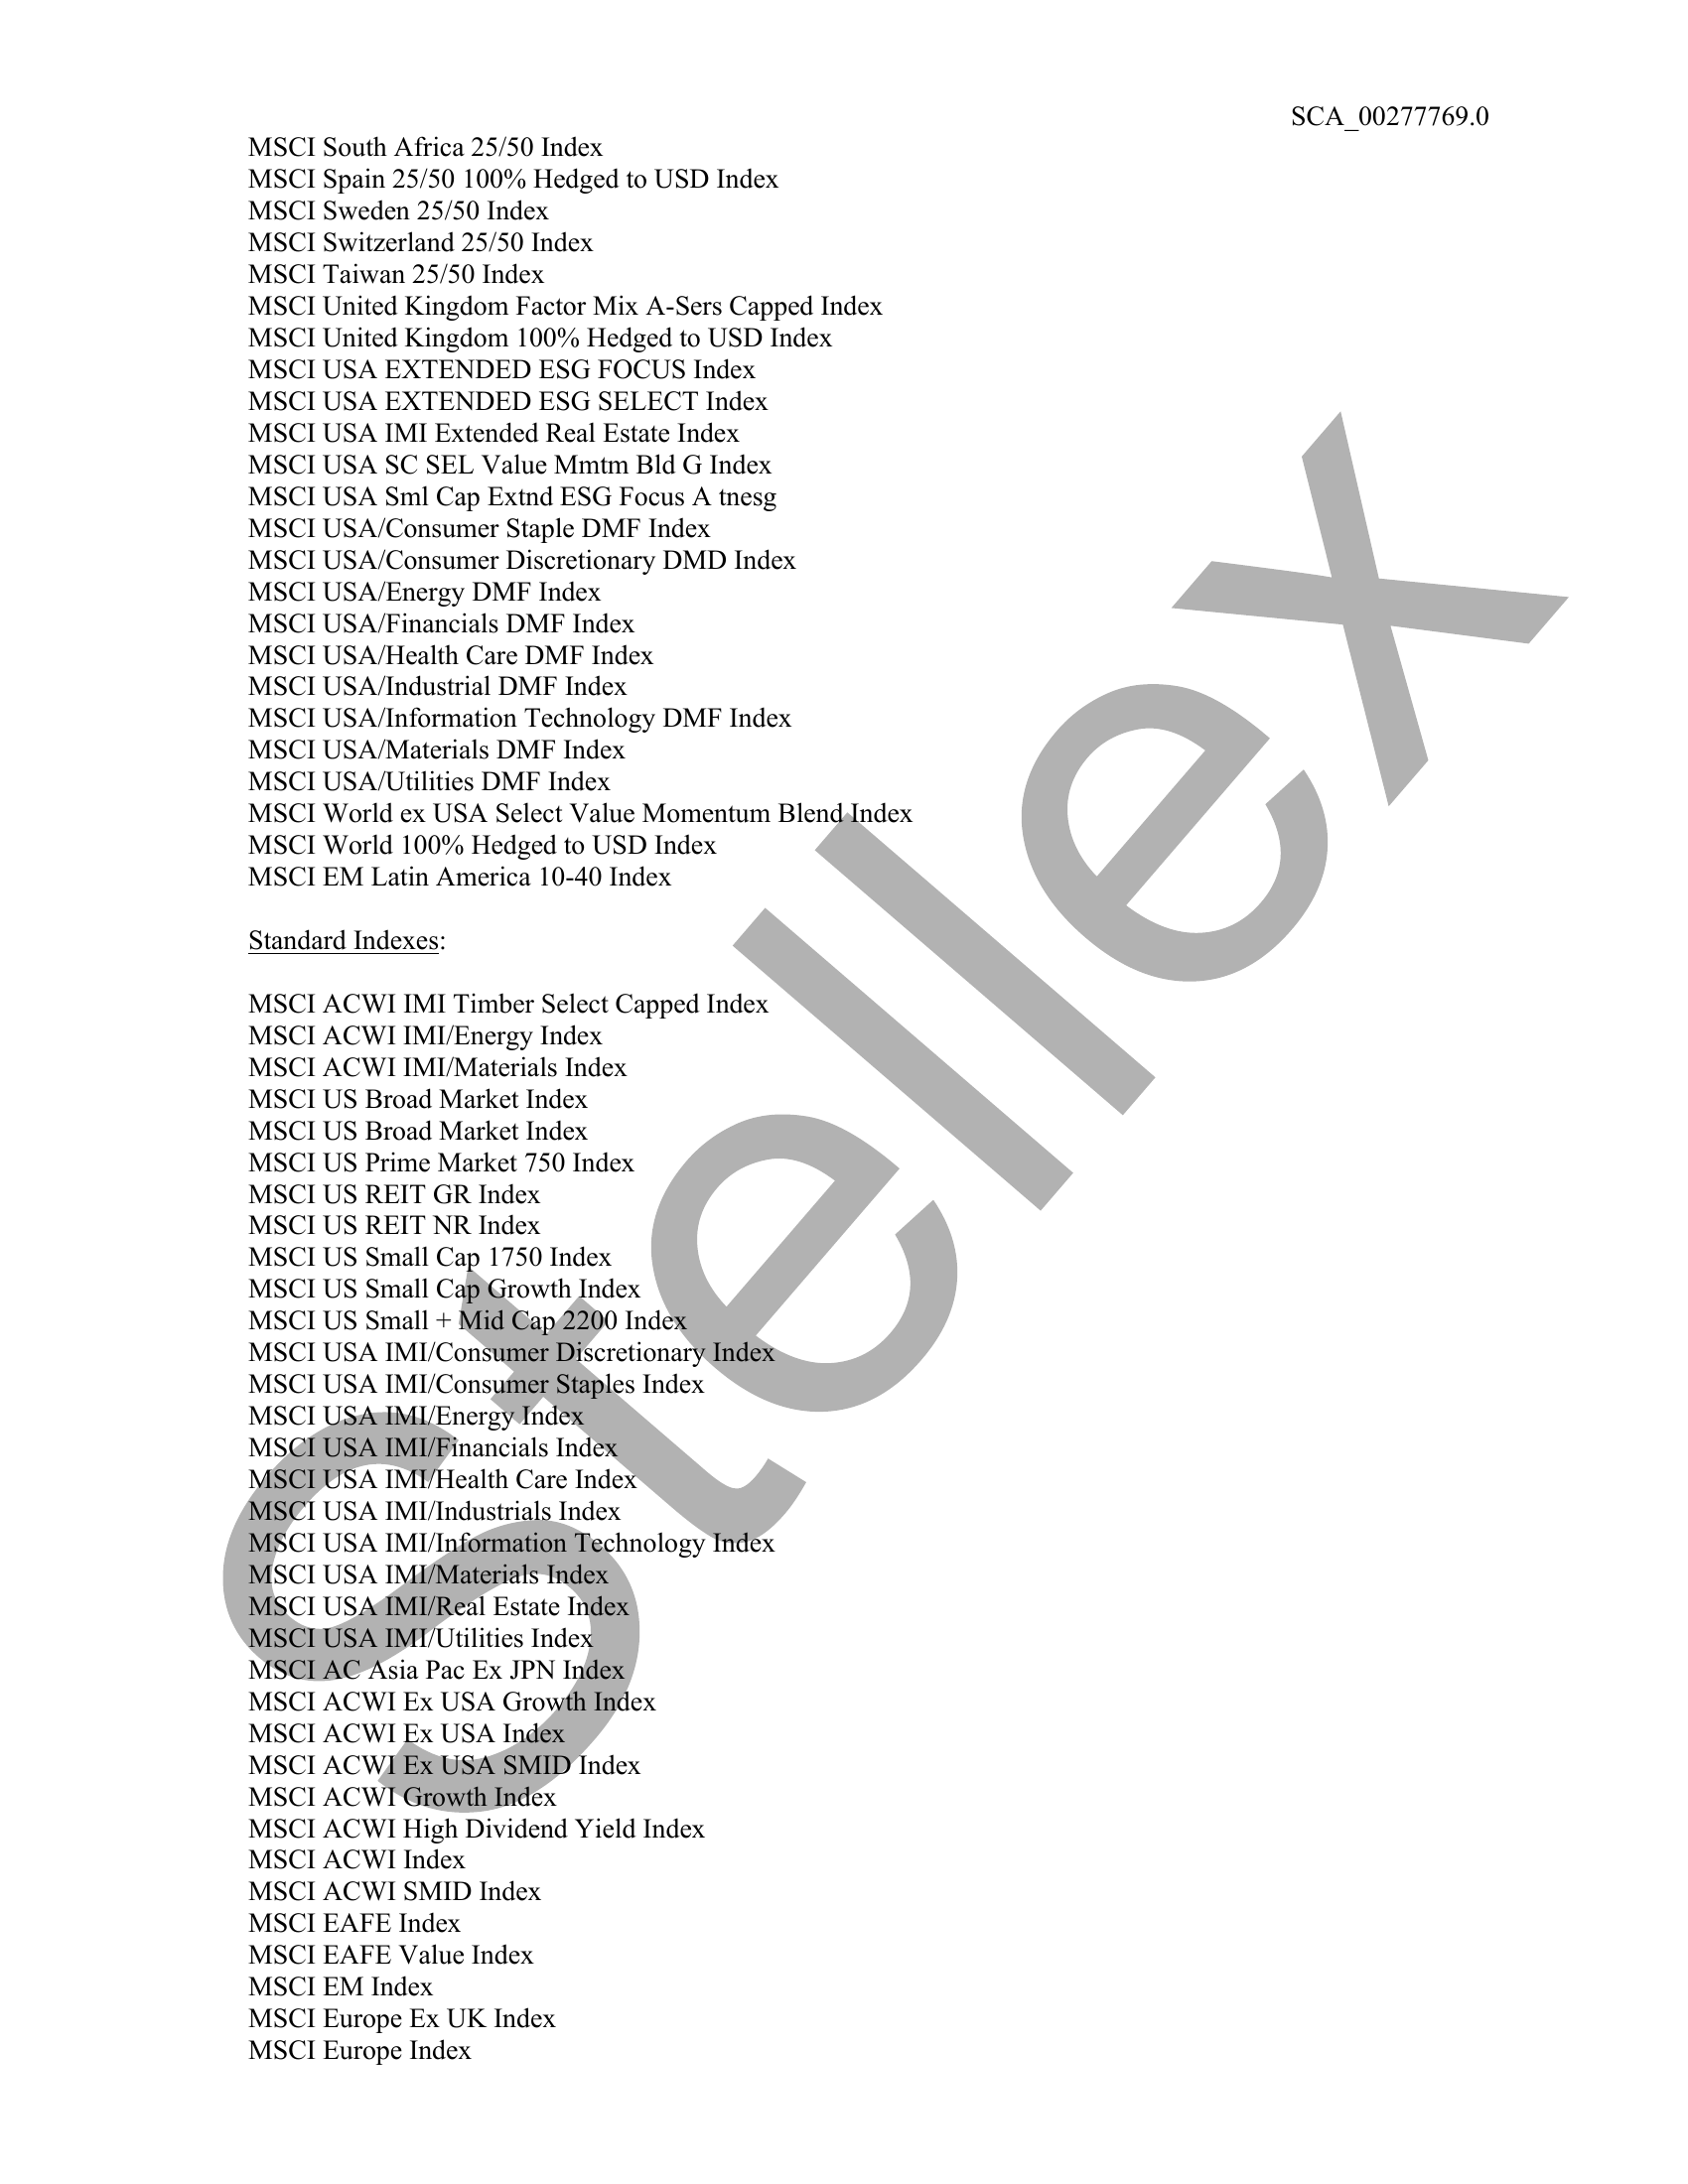 SCA_00277769.0
MSCI South Africa 25/50 Index
MSCI Spain 25/50 100% Hedged to USD Index
MSCI Sweden 25/50 Index
MSCI Switzerland 25/50 Index
MSCI Taiwan 25/50 Index
MSCI United Kingdom Factor Mix A-Sers Capped Index
MSCI United Kingdom 100% Hedged to USD Index
MSCI USA EXTENDED ESG FOCUS Index
MSCI USA EXTENDED ESG SELECT Index
MSCI USA IMI Extended Real Estate Index
MSCI USA SC SEL Value Mmtm Bld G Index
MSCI USA Sml Cap Extnd ESG Focus A tnesg
MSCI USA/Consumer Staple DMF Index
MSCI USA/Consumer Discretionary DMD Index
MSCI USA/Energy DMF Index
MSCI USA/Financials DMF Index
MSCI USA/Health Care DMF Index
MSCI USA/Industrial DMF Index
MSCI USA/Information Technology DMF Index
MSCI USA/Materials DMF Index
MSCI USA/Utilities DMF Index
MSCI World ex USA Select Value Momentum Blend Index
MSCI World 100% Hedged to USD Index
MSCI EM Latin America 10-40 Index
Standard Indexes:
MSCI ACWI IMI Timber Select Capped Index
MSCI ACWI IMI/Energy Index
MSCI ACWI IMI/Materials Index
MSCI US Broad Market Index
MSCI US Broad Market Index
MSCI US Prime Market 750 Index
MSCI US REIT GR Index
MSCI US REIT NR Index
MSCI US Small Cap 1750 Index
MSCI US Small Cap Growth Index
MSCI US Small + Mid Cap 2200 Index
MSCI USA IMI/Consumer Discretionary Index
MSCI USA IMI/Consumer Staples Index
MSCI USA IMI/Energy Index
MSCI USA IMI/Financials Index
MSCI USA IMI/Health Care Index
MSCI USA IMI/Industrials Index
MSCI USA IMI/Information Technology Index
MSCI USA IMI/Materials Index
MSCI USA IMI/Real Estate Index
MSCI USA IMI/Utilities Index
MSCI AC Asia Pac Ex JPN Index
MSCI ACWI Ex USA Growth Index
MSCI ACWI Ex USA Index
MSCI ACWI Ex USA SMID Index
MSCI ACWI Growth Index
MSCI ACWI High Dividend Yield Index
MSCI ACWI Index
MSCI ACWI SMID Index
MSCI EAFE Index
MSCI EAFE Value Index
MSCI EM Index
MSCI Europe Ex UK Index
MSCI Europe Index
Stellex